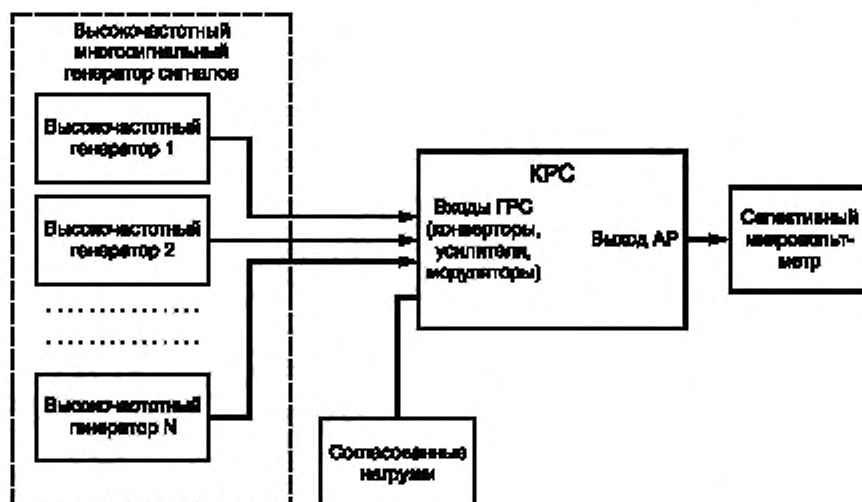 Высокочастотный
многосигнальный
генератор сигналов
Высокочастотный
генератор 1
Высокочастотный
генератор 2
Высокочастотный
генератор N
КРС
Входы ГРС
(конверторы,
усилители,
модуляторы)
Выход АР
Селективный
микровольт-
метр
Согласованные
нагрузки